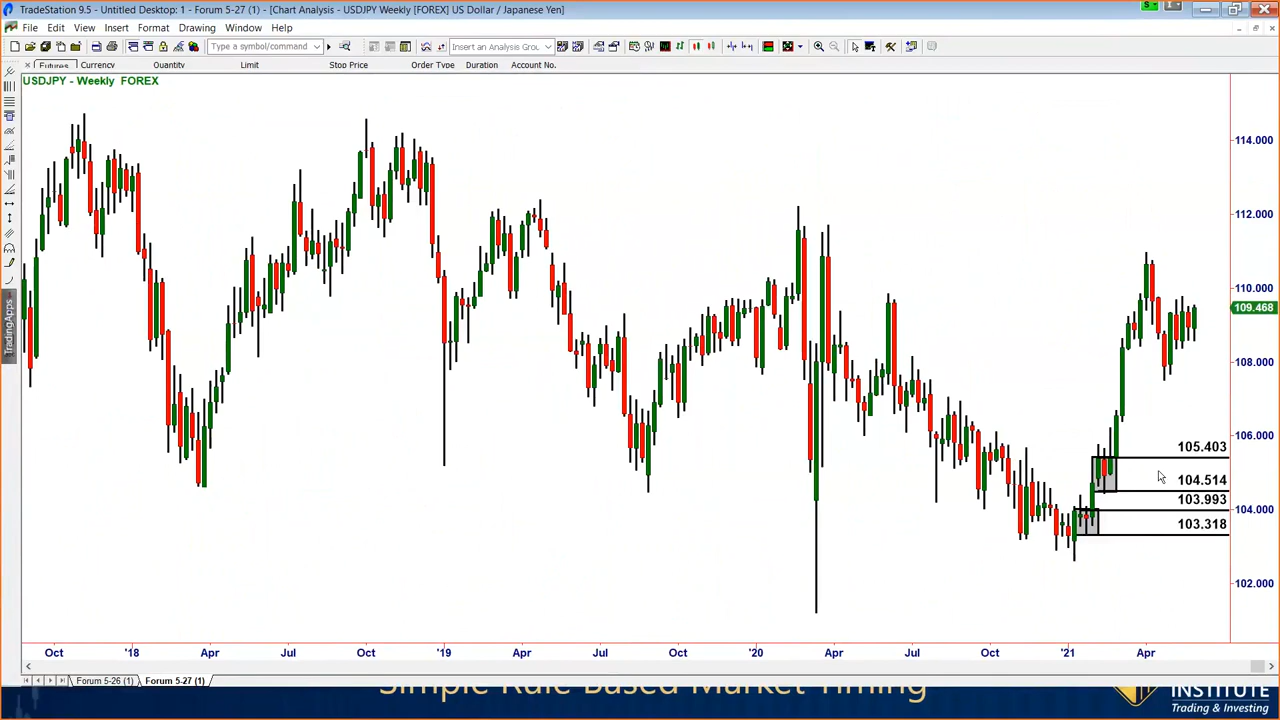 TradeStation 9.5 - Untitled Desktop: 1 - Forum 5-27 (1) - [Chart Analysis - USDJPY Weekly [FOREX] US Dollar / Japanese Yen]
File Edit View Insert Format Drawing Window Help
Type a symbol/command Insert an Analysis Grou
Futures Currency Quantity Limit Stop Price Order Type Duration Account No.
USDJPY - Weekly FOREX
114.000
112.000
110.000
109.468
108.000
106.000
105.403
104.514
103.993
104.000
103.318
102.000
Oct '18 Apr Jul Oct '19 Apr Jul Oct '20 Apr Jul Oct '21 Apr
TradingApps
Forum 5-26 (1) Forum 5-27 (1)
Simple Rule Based Market Timing
INSTITUTE
Trading & Investing